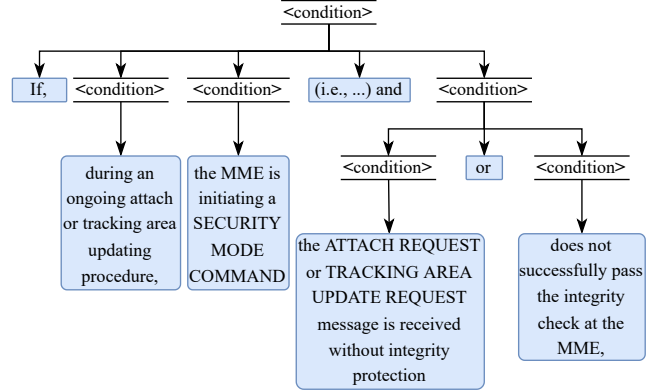 <condition>
If,
<condition>
<condition>
(i.e., ...) and
<condition>
<condition>
or
<condition>
during an
ongoing attach
or tracking area
updating
procedure,
the MME is
initiating a
SECURITY
MODE
COMMAND
the ATTACH REQUEST
or TRACKING AREA
UPDATE REQUEST
message is received
without integrity
protection
does not
successfully pass
the integrity
check at the
MME,